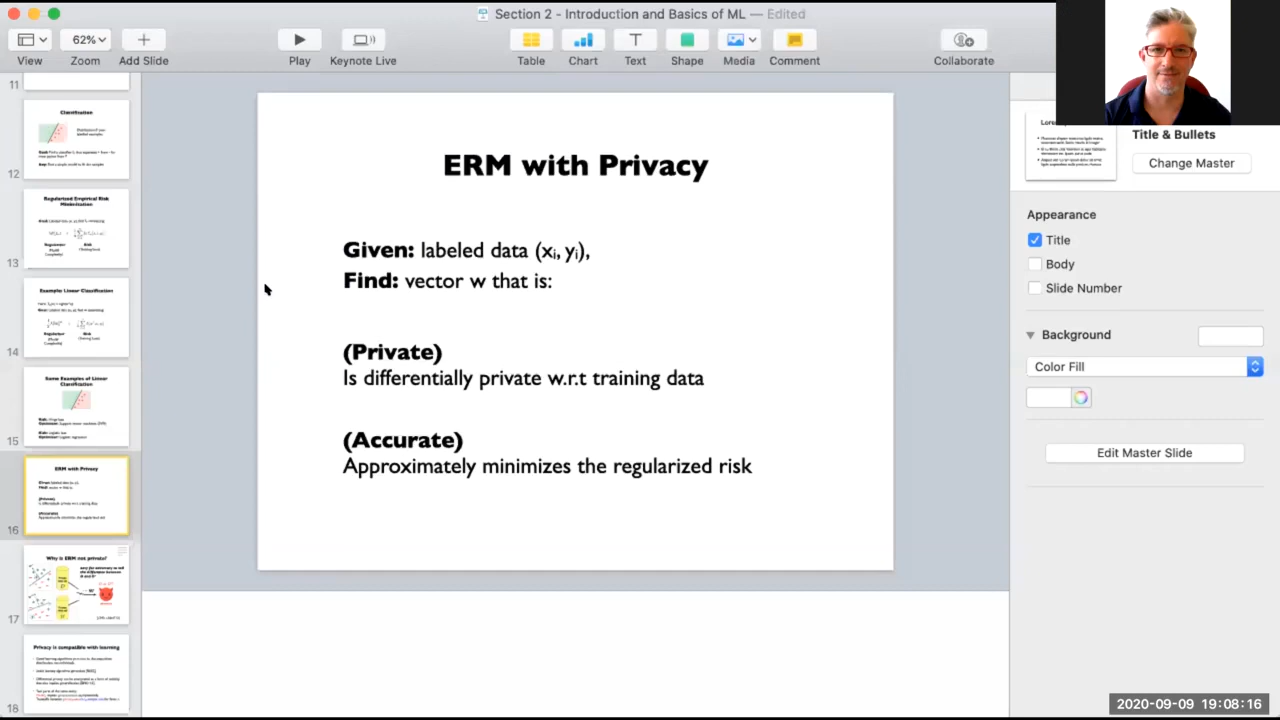 Section 2 - Introduction and Basics of ML — Edited
62%
View
Zoom
Add Slide
Play
Keynote Live
Table
Chart
Text
Shape
Media
Comment
Collaborate
11
Classification
12
Regularized Empirical Risk
Minimization
13
Example: Linear Classification
14
Some Examples of Linear
Classification
15
ERM with Privacy
16
Why is ERM not private?
17
Privacy is compatible with learning
18
ERM with Privacy
Given: labeled data (xi, yi),
Find: vector w that is:
(Private)
Is differentially private w.r.t training data
(Accurate)
Approximately minimizes the regularized risk
Title & Bullets
Change Master
Appearance
Title
Body
Slide Number
Background
Color Fill
Edit Master Slide
2020-09-09 19:08:16